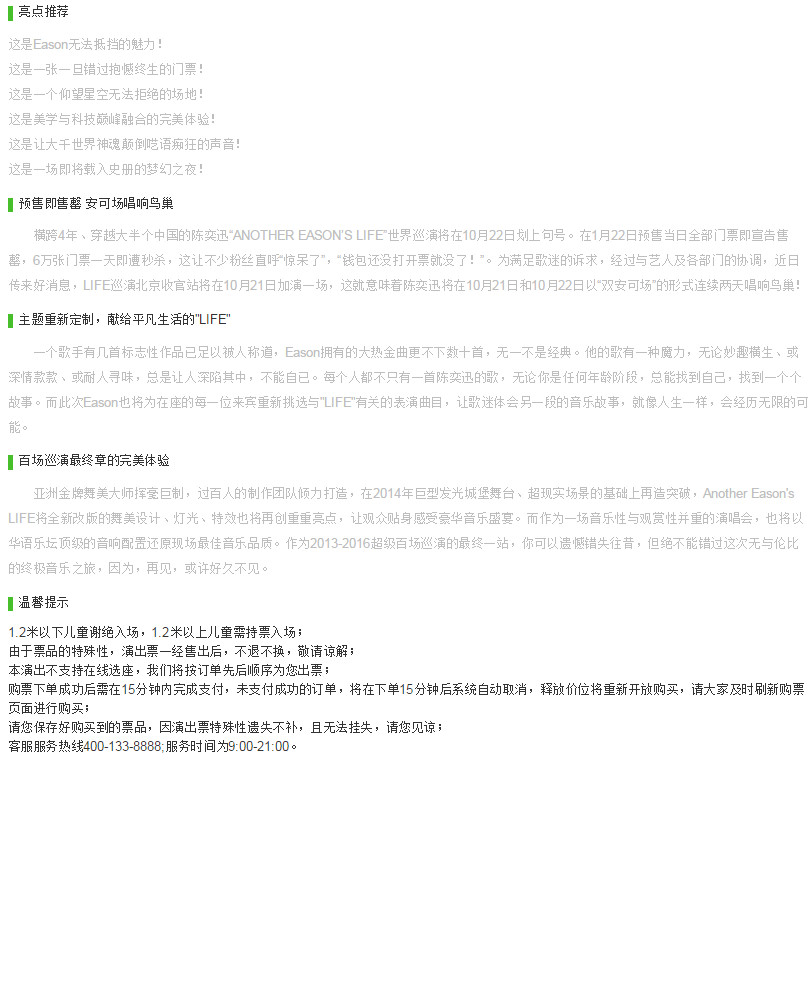 亮点推荐
这是Eason无法抵挡的魅力！
这是一张一旦错过抱憾终生的门票！
这是一个仰望星空无法拒绝的场地！
这是美学与科技巅峰融合的完美体验！
这是让大千世界神魂颠倒呓语痴狂的声音！
这是一场即将载入史册的梦幻之夜！
预售即售罄 安可场唱响鸟巢
横跨4年、穿越大半个中国的陈奕迅“ANOTHER EASON’S LIFE”世界巡演将在10月22日划上句号。在1月22日预售当日全部门票即宣告售
罄，6万张门票一天即遭秒杀，这让不少粉丝直呼“惊呆了”，“钱包还没打开票就没了！”。为满足歌迷的诉求，经过与艺人及各部门的协调，近日
传来好消息，LIFE巡演北京收官站将在10月21日加演一场，这就意味着陈奕迅将在10月21日和10月22日以“双安可场”的形式连续两天唱响鸟巢！
主题重新定制，献给平凡生活的"LIFE"
一个歌手有几首标志性作品已足以被人称道，Eason拥有的大热金曲更不下数十首，无一不是经典。他的歌有一种魔力，无论妙趣横生、或
深情款款、或耐人寻味，总是让人深陷其中，不能自已。每个人都不只有一首陈奕迅的歌，无论你是任何年龄阶段，总能找到自己，找到一个个
故事。而此次Eason也将为在座的每一位来宾重新挑选与"LIFE"有关的表演曲目，让歌迷体会另一段的音乐故事，就像人生一样，会经历无限的可
能。
百场巡演最终章的完美体验
亚洲金牌舞美大师挥毫巨制，过百人的制作团队倾力打造，在2014年巨型发光城堡舞台、超现实场景的基础上再造突破，Another Eason's
LIFE将全新改版的舞美设计、灯光、特效也将再创重重亮点，让观众贴身感受豪华音乐盛宴。而作为一场音乐性与观赏性并重的演唱会，也将以
华语乐坛顶级的音响配置还原现场最佳音乐品质。作为2013-2016超级百场巡演的最终一站，你可以遗憾错失往昔，但绝不能错过这次无与伦比
的终极音乐之旅，因为，再见，或许好久不见。
温馨提示
1.2米以下儿童谢绝入场，1.2米以上儿童需持票入场；
由于票品的特殊性，演出票一经售出后，不退不换，敬请谅解；
本演出不支持在线选座，我们将按订单先后顺序为您出票；
购票下单成功后需在15分钟内完成支付，未支付成功的订单，将在下单15分钟后系统自动取消，释放价位将重新开放购买，请大家及时刷新购票
页面进行购买；
请您保存好购买到的票品，因演出票特殊性遗失不补，且无法挂失，请您见谅；
客服服务热线400-133-8888;服务时间为9:00-21:00。